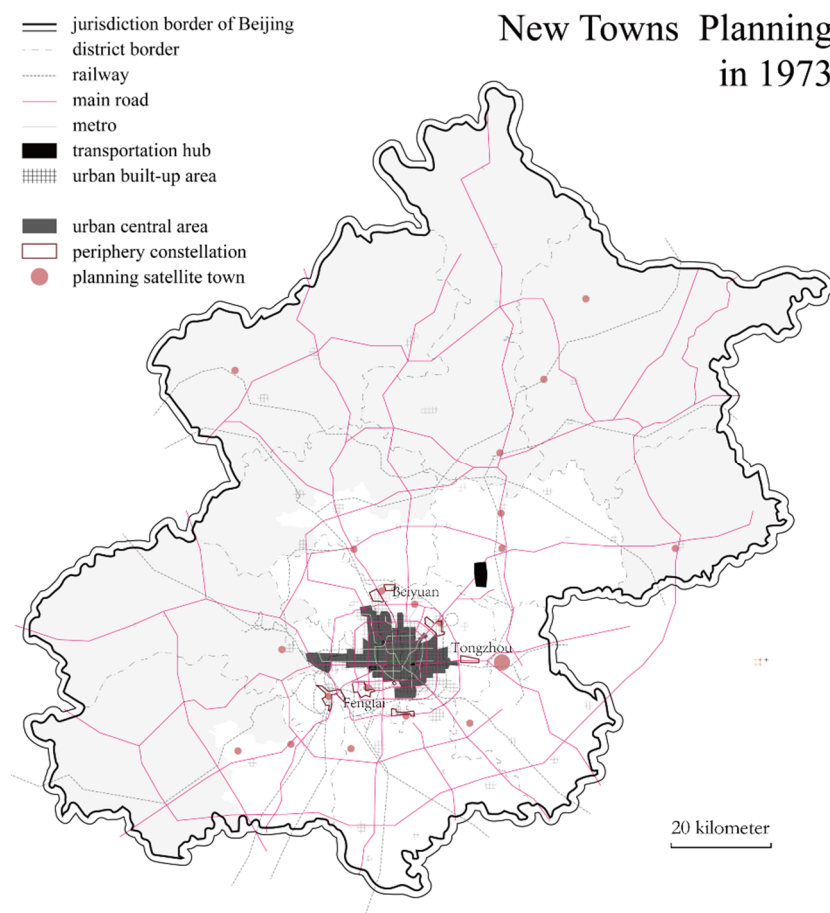 New Towns Planning
in 1973
jurisdiction border of Beijing
district border
railway
main road
metro
transportation hub
urban built-up area
urban central area
periphery constellation
planning satellite town
Beiyuan
Tongzhou
Fengtai
20 kilometer